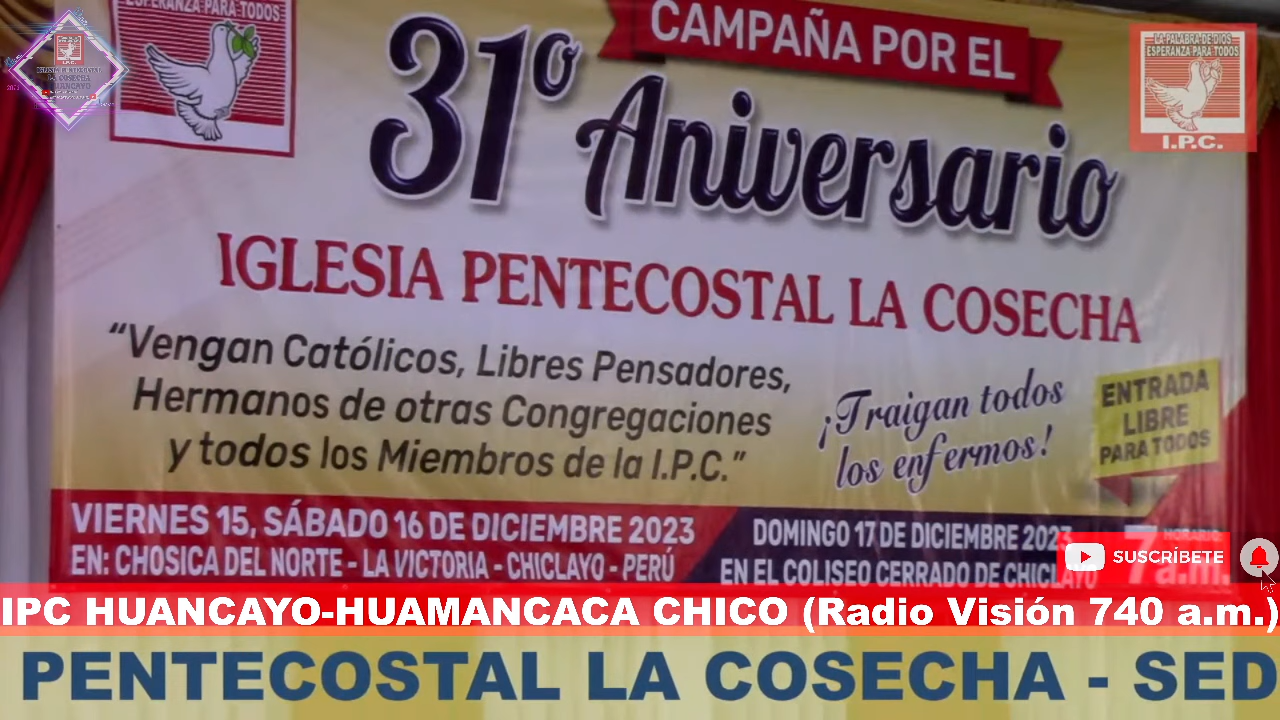 ESPERANZA PARA TODOS
CAMPAÑA POR EL
31º Aniversario
IGLESIA PENTECOSTAL LA COSECHA
“Vengan Católicos, Libres Pensadores,
Hermanos de otras Congregaciones
y todos los Miembros de la I.P.C.”
¡Traigan todos
los enfermos!
ENTRADA
LIBRE
PARA TODOS
VIERNES 15, SÁBADO 16 DE DICIEMBRE 2023
EN: CHOSICA DEL NORTE - LA VICTORIA - CHICLAYO - PERÚ
DOMINGO 17 DE DICIEMBRE 2023
EN EL COLISEO CERRADO DE CHICLAYO
HORARIO:
7 a.m.
LA PALABRA DE DIOS
ESPERANZA PARA TODOS
I.P.C.
SUSCRÍBETE
IPC HUANCAYO-HUAMANCACA CHICO (Radio Visión 740 a.m.)
PENTECOSTAL LA COSECHA - SED